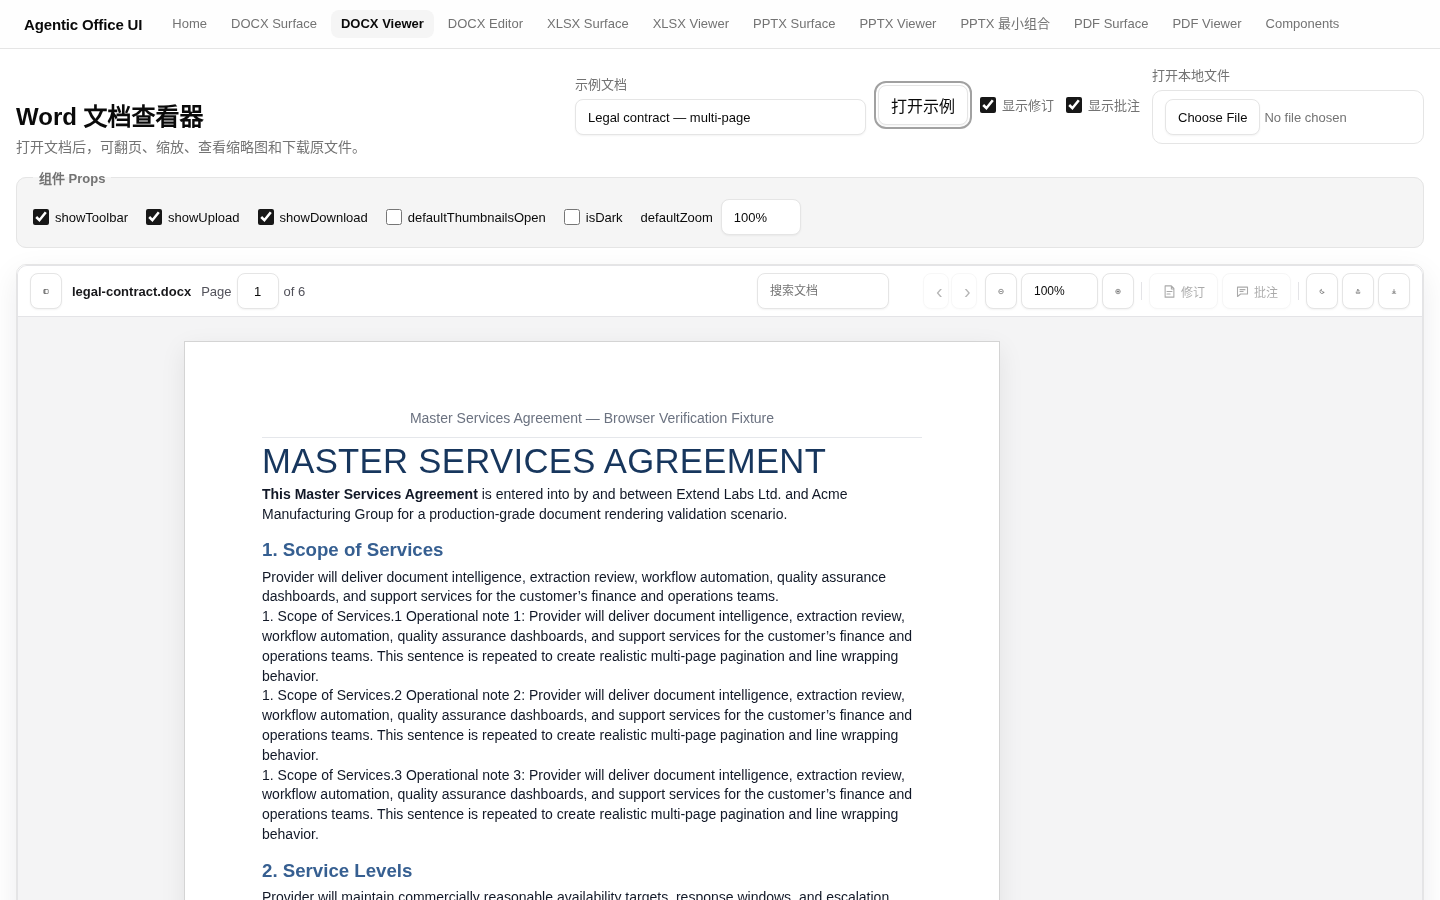 Agentic Office UI Home DOCX Surface DOCX Viewer DOCX Editor XLSX Surface XLSX Viewer PPTX Surface PPTX Viewer PPTX 最小组合 PDF Surface PDF Viewer Components
Word 文档查看器
打开文档后，可翻页、缩放、查看缩略图和下载原文件。
示例文档
Legal contract — multi-page
打开示例
显示修订
显示批注
打开本地文件
Choose File No file chosen
组件 Props
showToolbar showUpload showDownload defaultThumbnailsOpen isDark defaultZoom 100%
legal-contract.docx Page 1 of 6 搜索文档 100% 修订 批注
Master Services Agreement — Browser Verification Fixture
MASTER SERVICES AGREEMENT
This Master Services Agreement is entered into by and between Extend Labs Ltd. and Acme
Manufacturing Group for a production-grade document rendering validation scenario.
1. Scope of Services
Provider will deliver document intelligence, extraction review, workflow automation, quality assurance
dashboards, and support services for the customer’s finance and operations teams.
1. Scope of Services.1 Operational note 1: Provider will deliver document intelligence, extraction review,
workflow automation, quality assurance dashboards, and support services for the customer’s finance and
operations teams. This sentence is repeated to create realistic multi-page pagination and line wrapping
behavior.
1. Scope of Services.2 Operational note 2: Provider will deliver document intelligence, extraction review,
workflow automation, quality assurance dashboards, and support services for the customer’s finance and
operations teams. This sentence is repeated to create realistic multi-page pagination and line wrapping
behavior.
1. Scope of Services.3 Operational note 3: Provider will deliver document intelligence, extraction review,
workflow automation, quality assurance dashboards, and support services for the customer’s finance and
operations teams. This sentence is repeated to create realistic multi-page pagination and line wrapping
behavior.
2. Service Levels
Provider will maintain commercially reasonable availability targets, response windows, and escalation